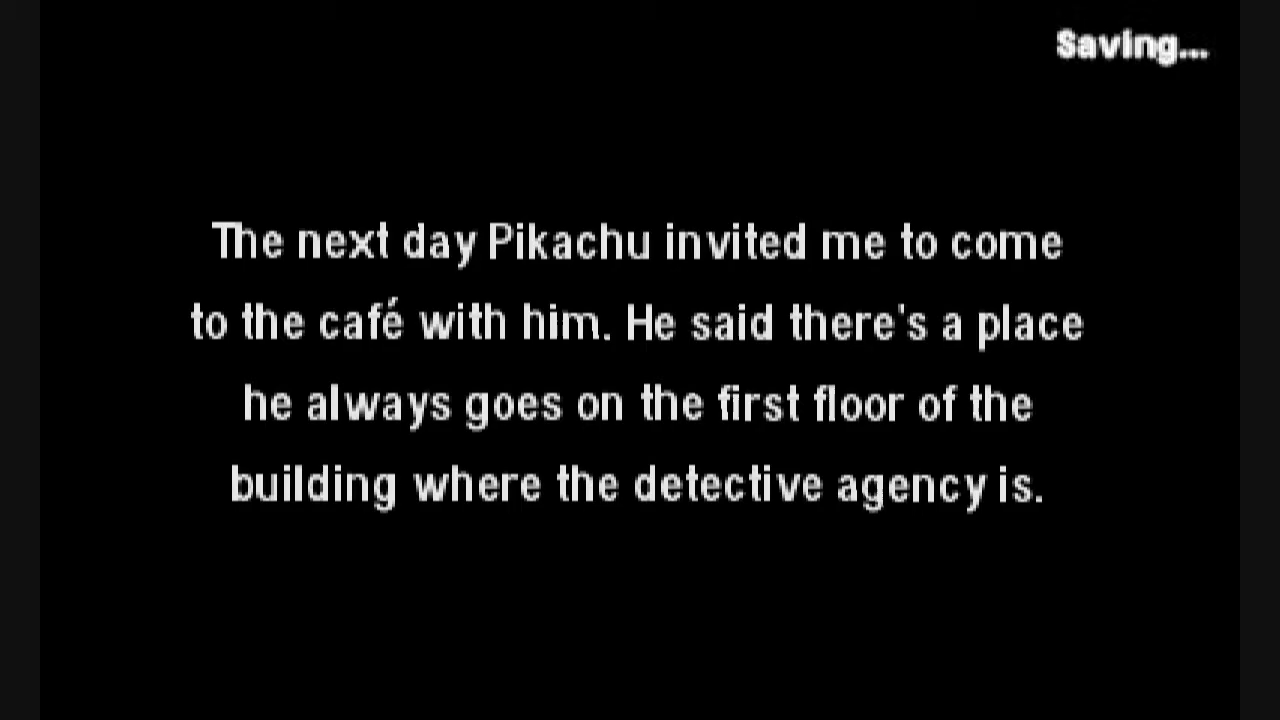 Saving...
The next day Pikachu invited me to come
to the café with him. He said there's a place
he always goes on the first floor of the
building where the detective agency is.